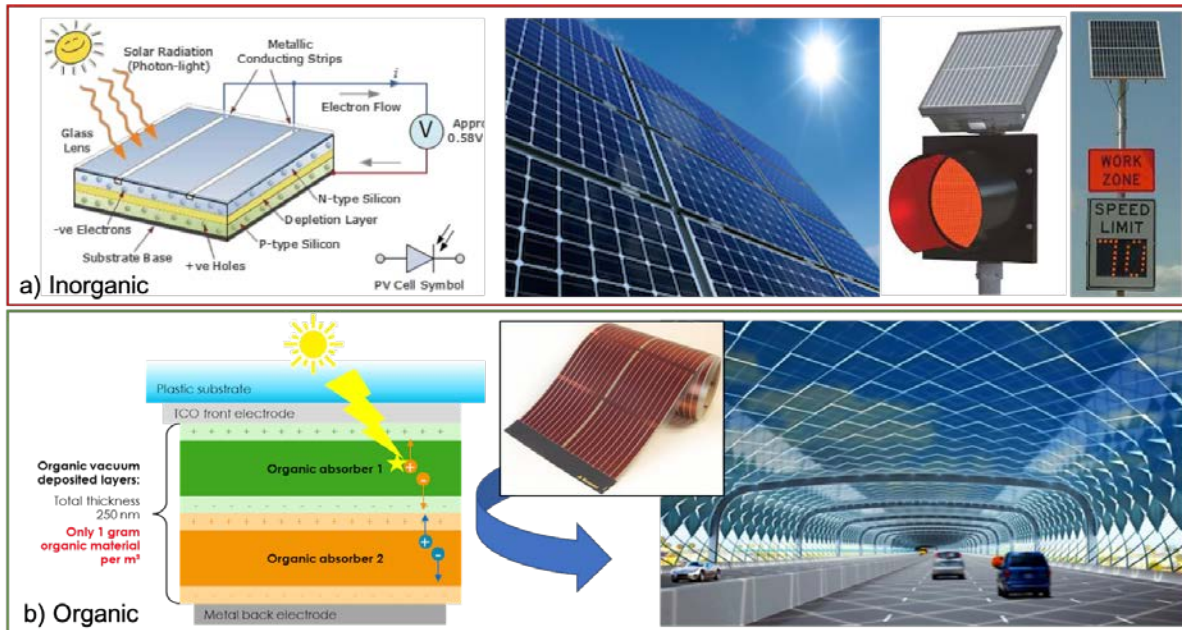 Solar Radiation
(Photon-light)
Metallic
Conducting Strips
i
Electron Flow
V
Appro
0.58V
Glass
Lens
N-type Silicon
Depletion Layer
P-type Silicon
-ve Electrons
Substrate Base
+ve Holes
PV Cell Symbol
a) Inorganic
WORK
ZONE
SPEED
LIMIT
70
Plastic substrate
TCO front electrode
Organic absorber 1
Organic vacuum
deposited layers:
Total thickness
250 nm
Only 1 gram
organic material
per m²
Organic absorber 2
Metal back electrode
b) Organic